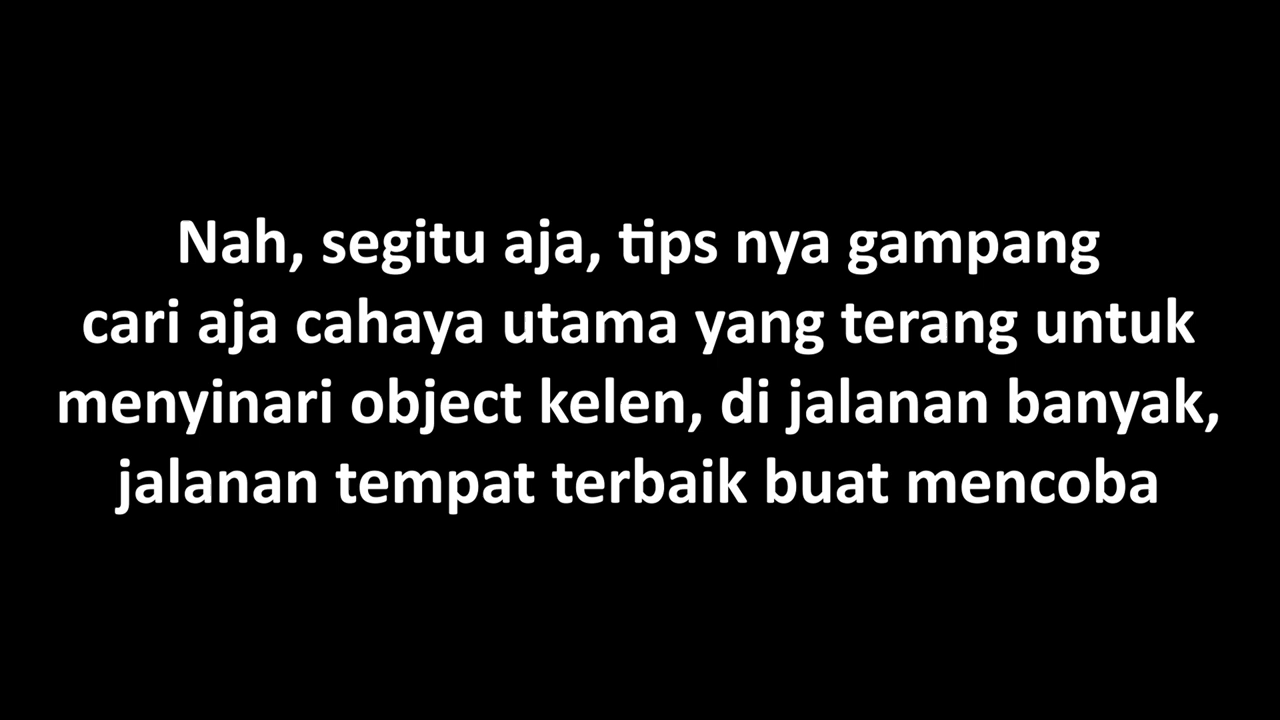 Nah, segitu aja, tips nya gampang
cari aja cahaya utama yang terang untuk
menyinari object kelen, di jalanan banyak,
jalanan tempat terbaik buat mencoba